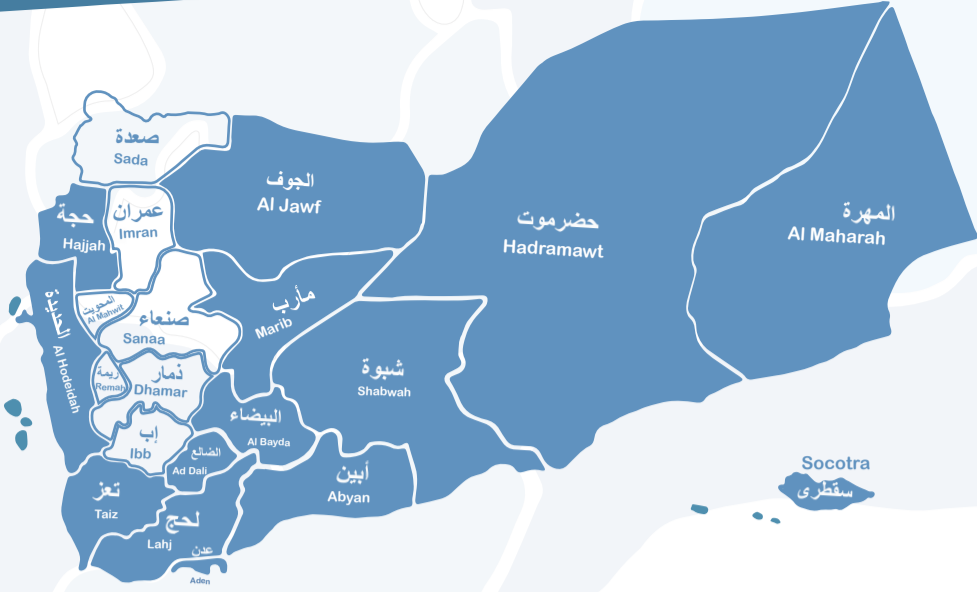 صعدة
Sada
الجوف
Al Jawf
حجة
Hajjah
عمران
Imran
حضرموت
Hadramawt
المهرة
Al Maharah
المحويت
Al Mahwit
صنعاء
Sanaa
مأرب
Marib
الحديدة
Al Hodeidah
ريمة
Remah
ذمار
Dhamar
شبوة
Shabwah
البيضاء
Al Bayda
إب
Ibb
الضالع
Ad Dali
أبين
Abyan
تعز
Taiz
لحج
Lahj
عدن
Aden
Socotra
سقطرى